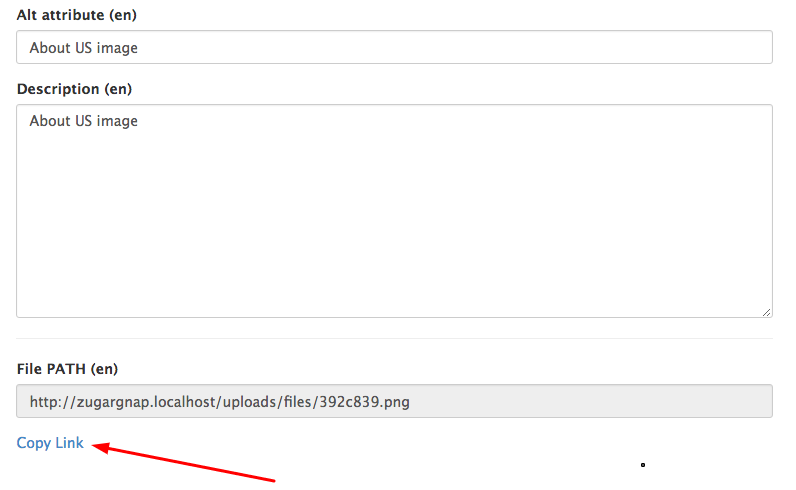 Alt attribute (en)
About US image
Description (en)
About US image
File PATH (en)
http://zugargnap.localhost/uploads/files/392c839.png
Copy Link